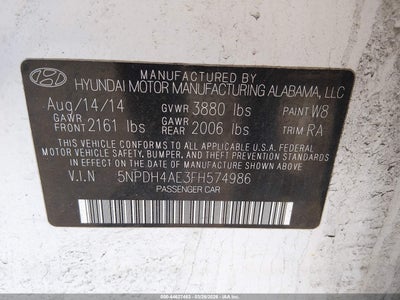 MANUFACTURED BY
HYUNDAI MOTOR MANUFACTURING ALABAMA, LLC
Aug/14/14 GVWR 3880 lbs PAINT W8
GAWR FRONT 2161 lbs GAWR REAR 2006 lbs TRIM RA
THIS VEHICLE CONFORMS TO ALL APPLICABLE U.S. FEDERAL
MOTOR VEHICLE SAFETY, BUMPER, AND THEFT PREVENTION STANDARDS
IN EFFECT ON THE DATE OF MANUFACTURE SHOWN ABOVE.
V.I.N 5NPDH4AE3FH574986
PASSENGER CAR